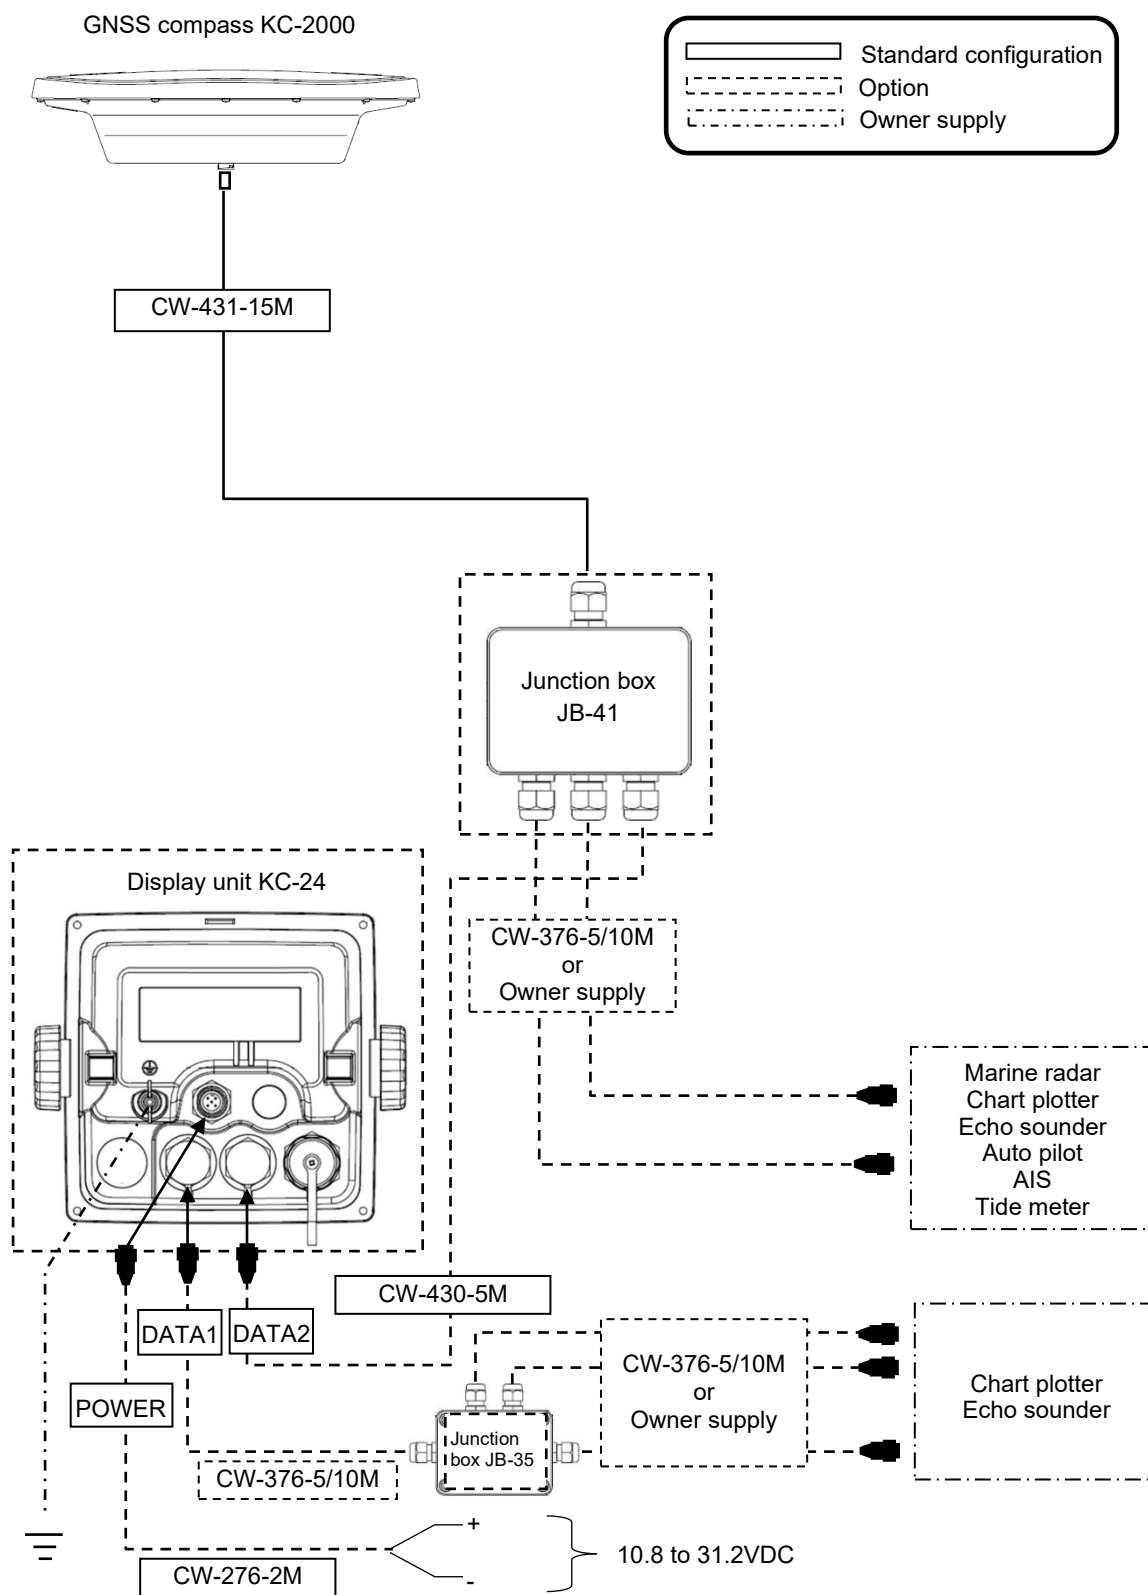 GNSS compass KC-2000
Standard configuration
Option
Owner supply
CW-431-15M
Junction box
JB-41
Display unit KC-24
CW-376-5/10M
or
Owner supply
Marine radar
Chart plotter
Echo sounder
Auto pilot
AIS
Tide meter
CW-430-5M
DATA1
DATA2
POWER
CW-376-5/10M
or
Owner supply
Chart plotter
Echo sounder
Junction
box JB-35
CW-376-5/10M
+
-
10.8 to 31.2VDC
CW-276-2M